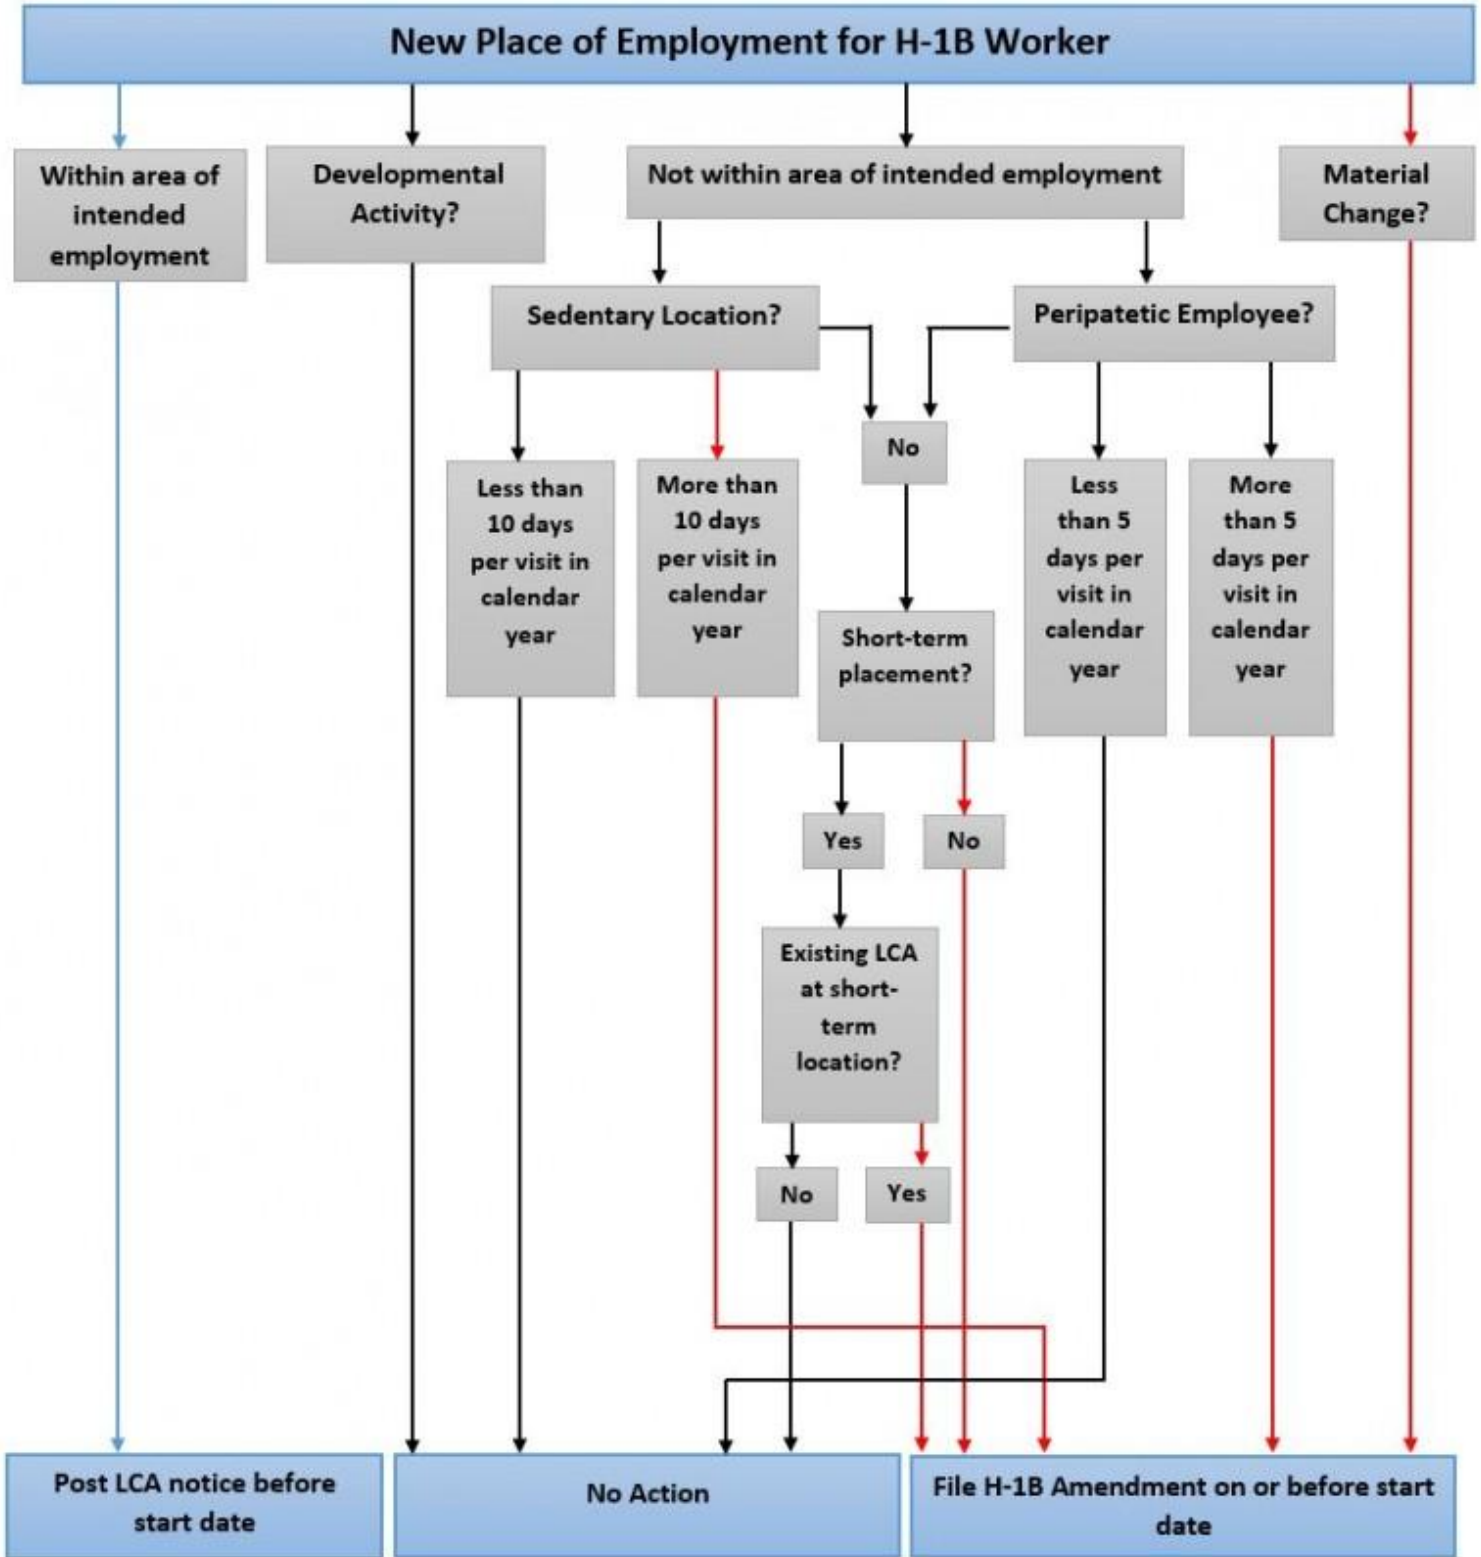 New Place of Employment for H-1B Worker
Within area of
intended
employment
Developmental
Activity?
Not within area of intended employment
Material
Change?
Sedentary Location?
Peripatetic Employee?
No
Less than
10 days
per visit in
calendar
year
More than
10 days
per visit in
calendar
year
Less
than 5
days per
visit in
calendar
year
More
than 5
days per
visit in
calendar
year
Short-term
placement?
Yes
No
Existing LCA
at short-
term
location?
No
Yes
Post LCA notice before
start date
No Action
File H-1B Amendment on or before start
date